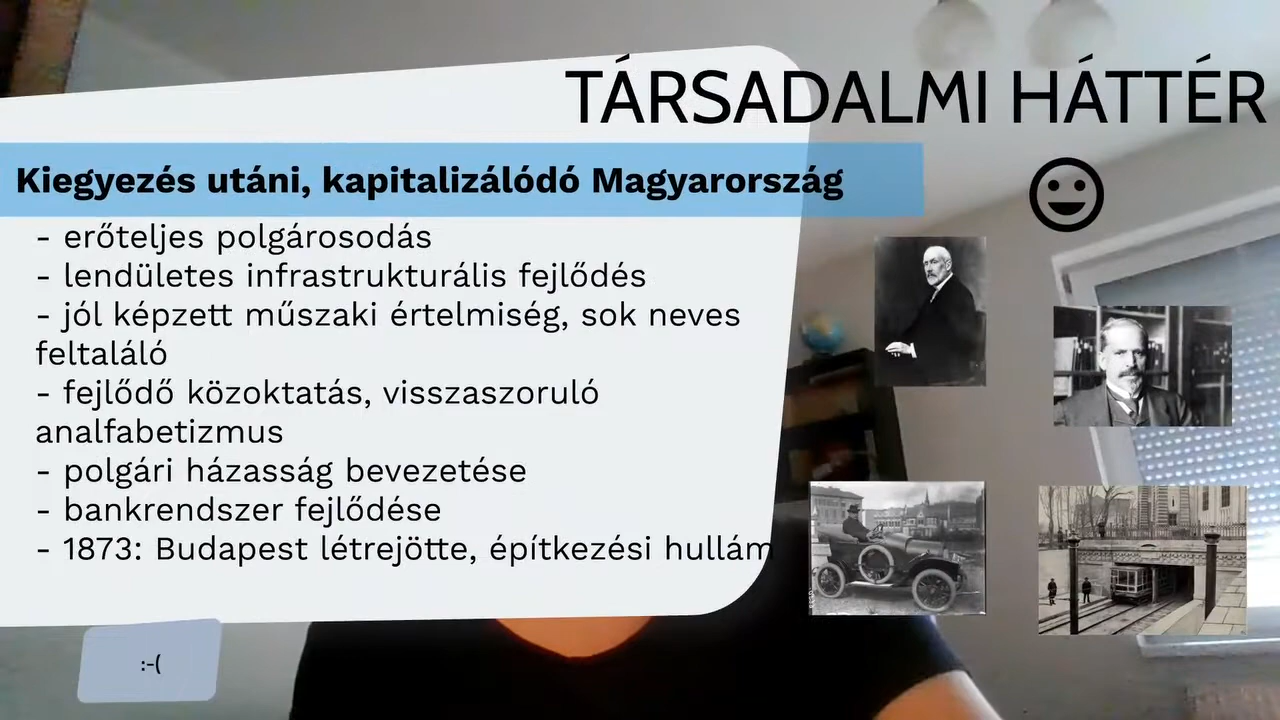 TÁRSADALMI HÁTTÉR
Kiegyezés utáni, kapitalizálódó Magyarország
- erőteljes polgárosodás
- lendületes infrastrukturális fejlődés
- jól képzett műszaki értelmiség, sok neves
feltaláló
- fejlődő közoktatás, visszaszoruló
analfabetizmus
- polgári házasság bevezetése
- bankrendszer fejlődése
- 1873: Budapest létrejötte, építkezési hullám
:-(